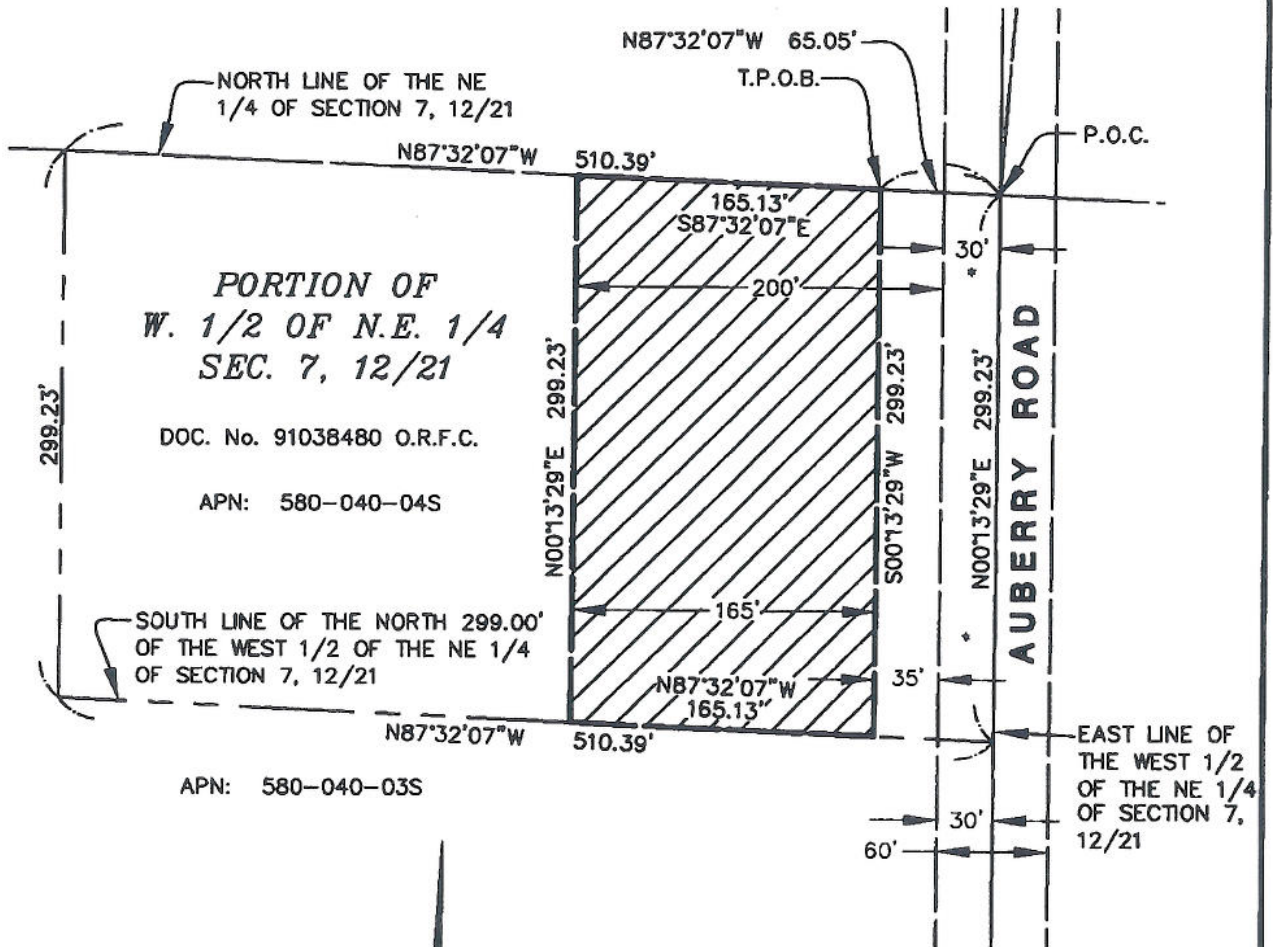 N87°32'07"W 65.05'
T.P.O.B.
NORTH LINE OF THE NE
1/4 OF SECTION 7, 12/21
P.O.C.
N87°32'07"W 510.39'
165.13'
S87°32'07"E
30'
*
200'
PORTION OF
W. 1/2 OF N.E. 1/4
SEC. 7, 12/21
299.23'
DOC. No. 91038480 O.R.F.C.
APN: 580-040-04S
N00°13'29"E 299.23'
S00°13'29"W 299.23'
N00°13'29"E 299.23'
AUBERRY ROAD
165'
*
SOUTH LINE OF THE NORTH 299.00'
OF THE WEST 1/2 OF THE NE 1/4
OF SECTION 7, 12/21
35'
N87°32'07"W
165.13"
N87°32'07"W 510.39'
EAST LINE OF
THE WEST 1/2
OF THE NE 1/4
OF SECTION 7,
12/21
APN: 580-040-03S
30'
60'